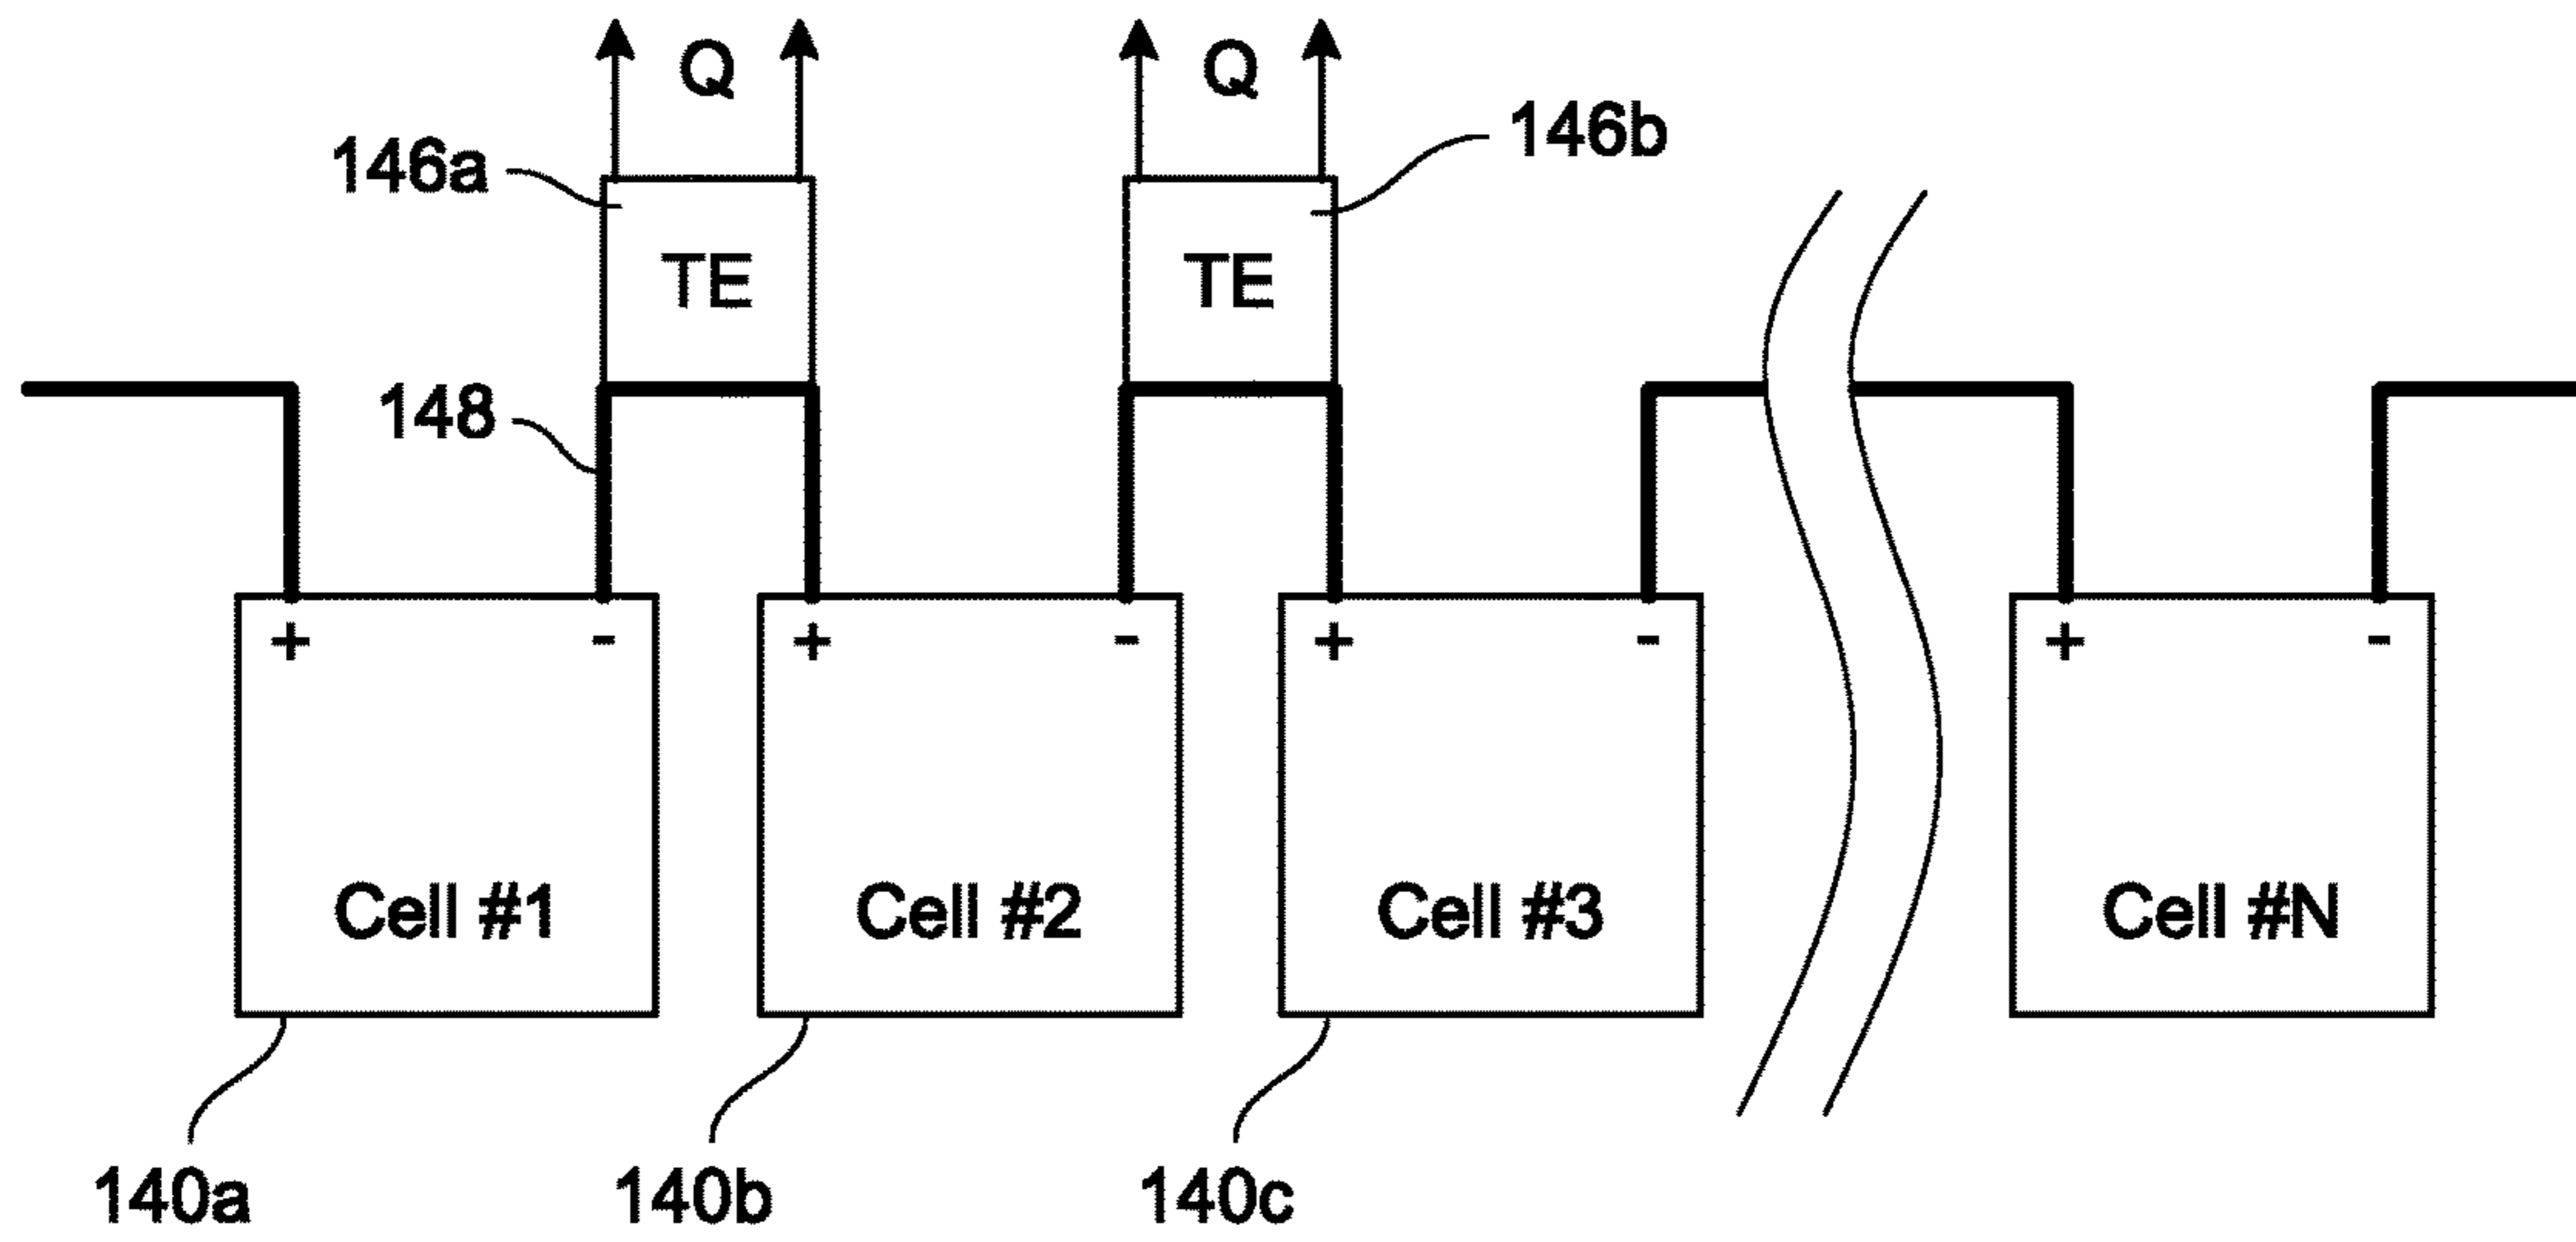 Q Q
146a 146b
TE TE
148
+ - + - + - + -
Cell #1 Cell #2 Cell #3 Cell #N
140a 140b 140c